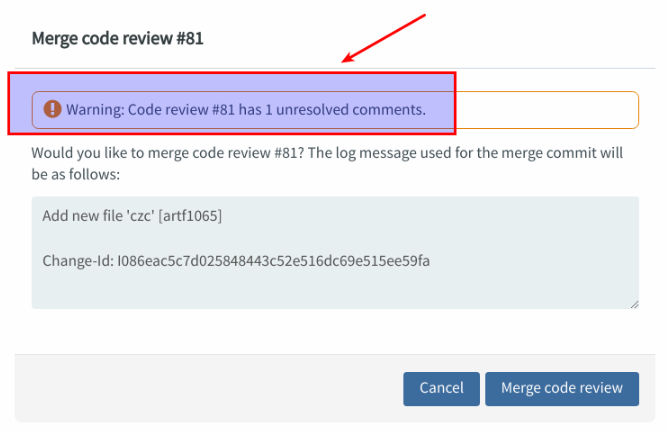 Merge code review #81
Warning: Code review #81 has 1 unresolved comments.
Would you like to merge code review #81? The log message used for the merge commit will
be as follows:
Add new file 'czc' [artf1065]
Change-Id: I086eac5c7d025848443c52e516dc69e515ee59fa
Cancel
Merge code review